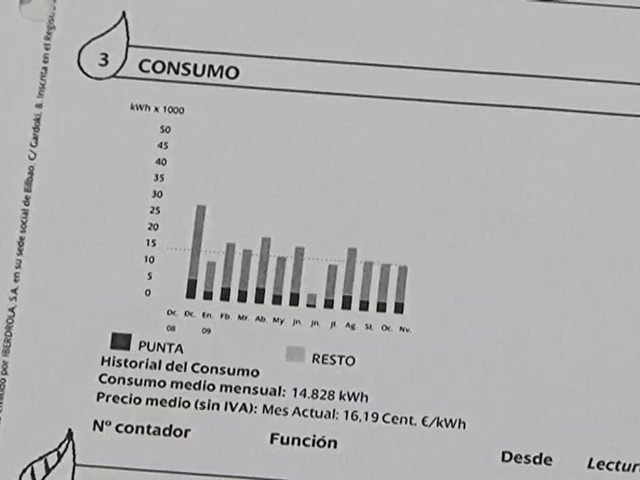 3 CONSUMO
kWh x 1000
50
45
40
35
30
25
20
15
10
5
0
Dc. Dc. En. Fb. Mr. Ab. My. Jn. Jn. Jl. Ag. St. Oc. Nv.
08 09
PUNTA RESTO
Historial del Consumo
Consumo medio mensual: 14.828 kWh
Precio medio (sin IVA): Mes Actual: 16,19 Cent. €/kWh
Nº contador Función Desde Lectur
por IBERDROLA, S.A. en su sede social de Bilbao, C/ Gardoki, 8. Inscrita en el Regis